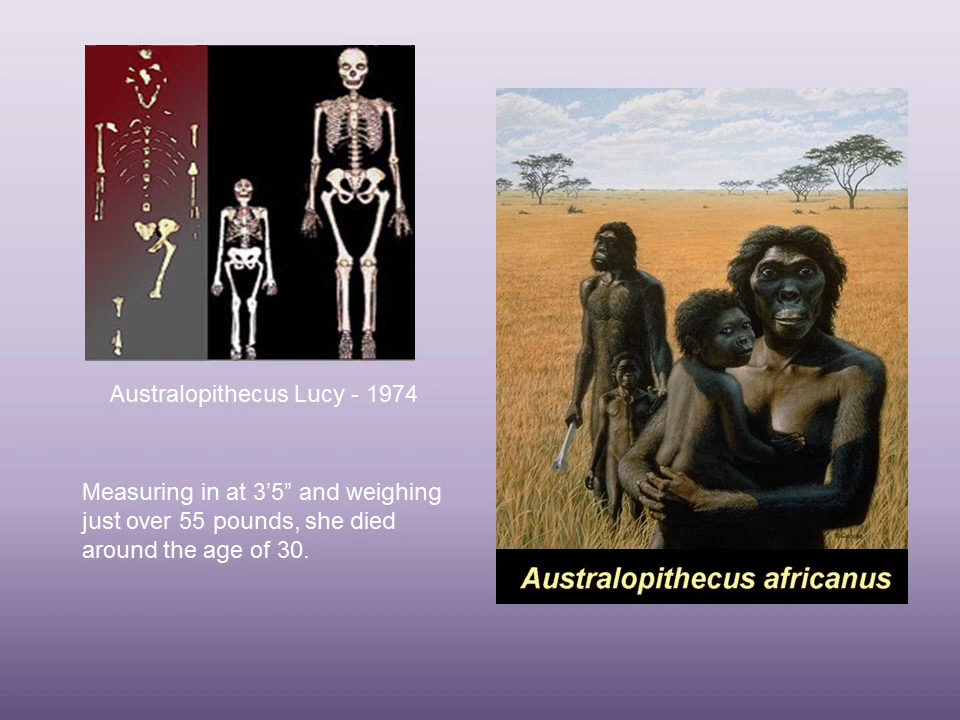 Australopithecus Lucy - 1974
Measuring in at 3’5” and weighing
just over 55 pounds, she died
around the age of 30.
Australopithecus africanus